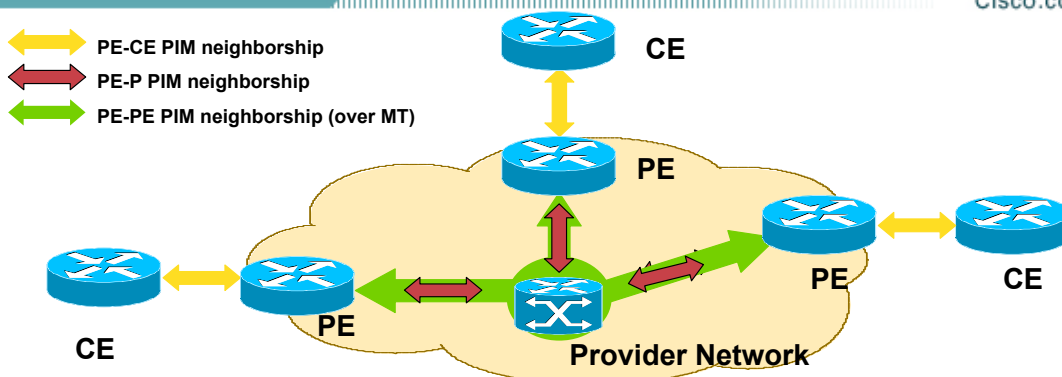 PE-CE PIM neighborship
PE-P PIM neighborship
PE-PE PIM neighborship (over MT)
CE
PE
PE
CE
PE
CE
Provider Network